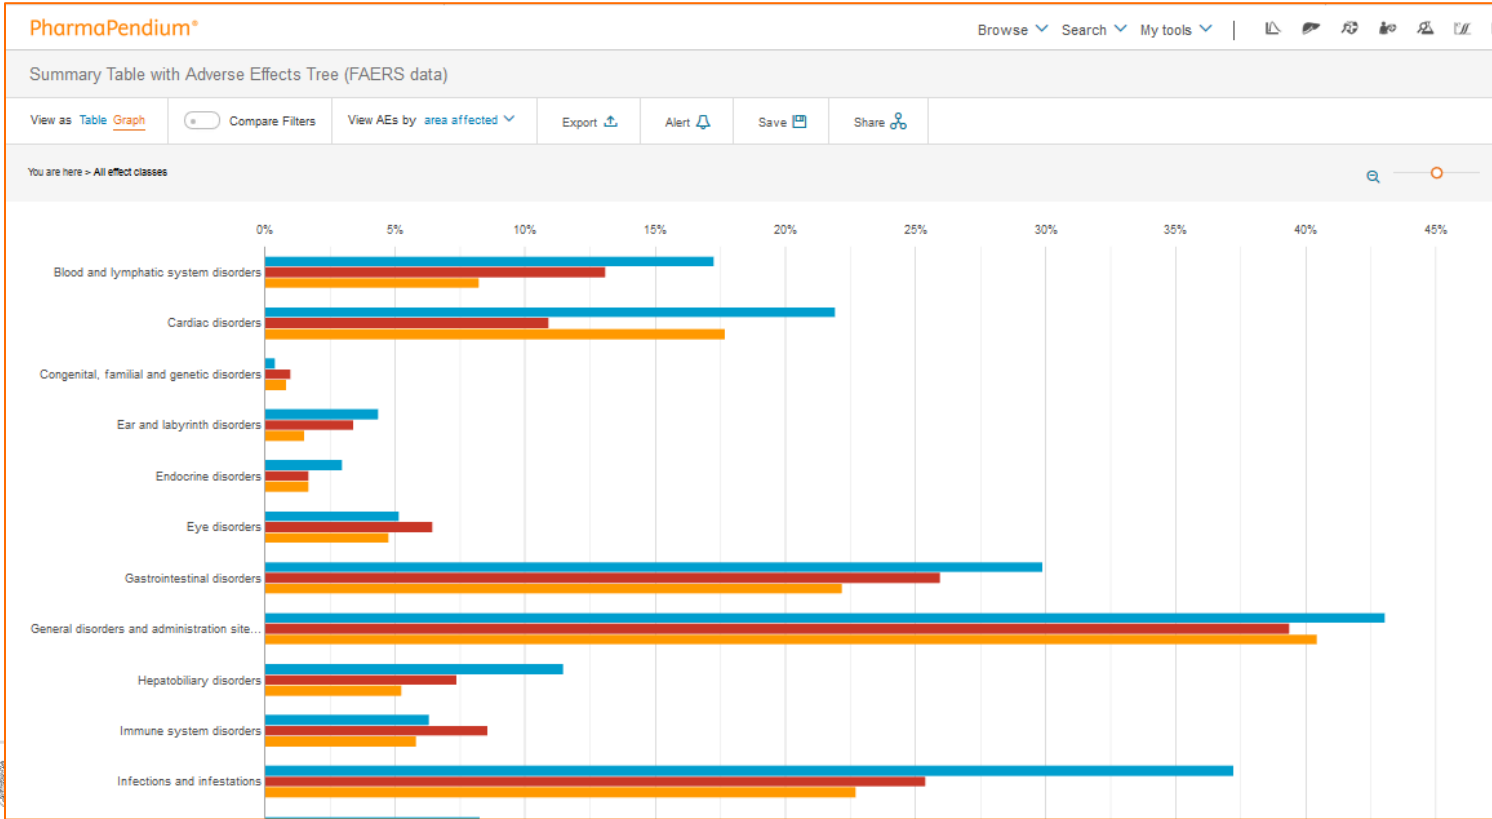 PharmaPendium®
Browse Search My tools
Summary Table with Adverse Effects Tree (FAERS data)
View as Table Graph Compare Filters View AEs by area affected Export Alert Save Share
You are here > All effect classes
0% 5% 10% 15% 20% 25% 30% 35% 40% 45%
Blood and lymphatic system disorders
Cardiac disorders
Congenital, familial and genetic disorders
Ear and labyrinth disorders
Endocrine disorders
Eye disorders
Gastrointestinal disorders
General disorders and administration site...
Hepatobiliary disorders
Immune system disorders
Infections and infestations